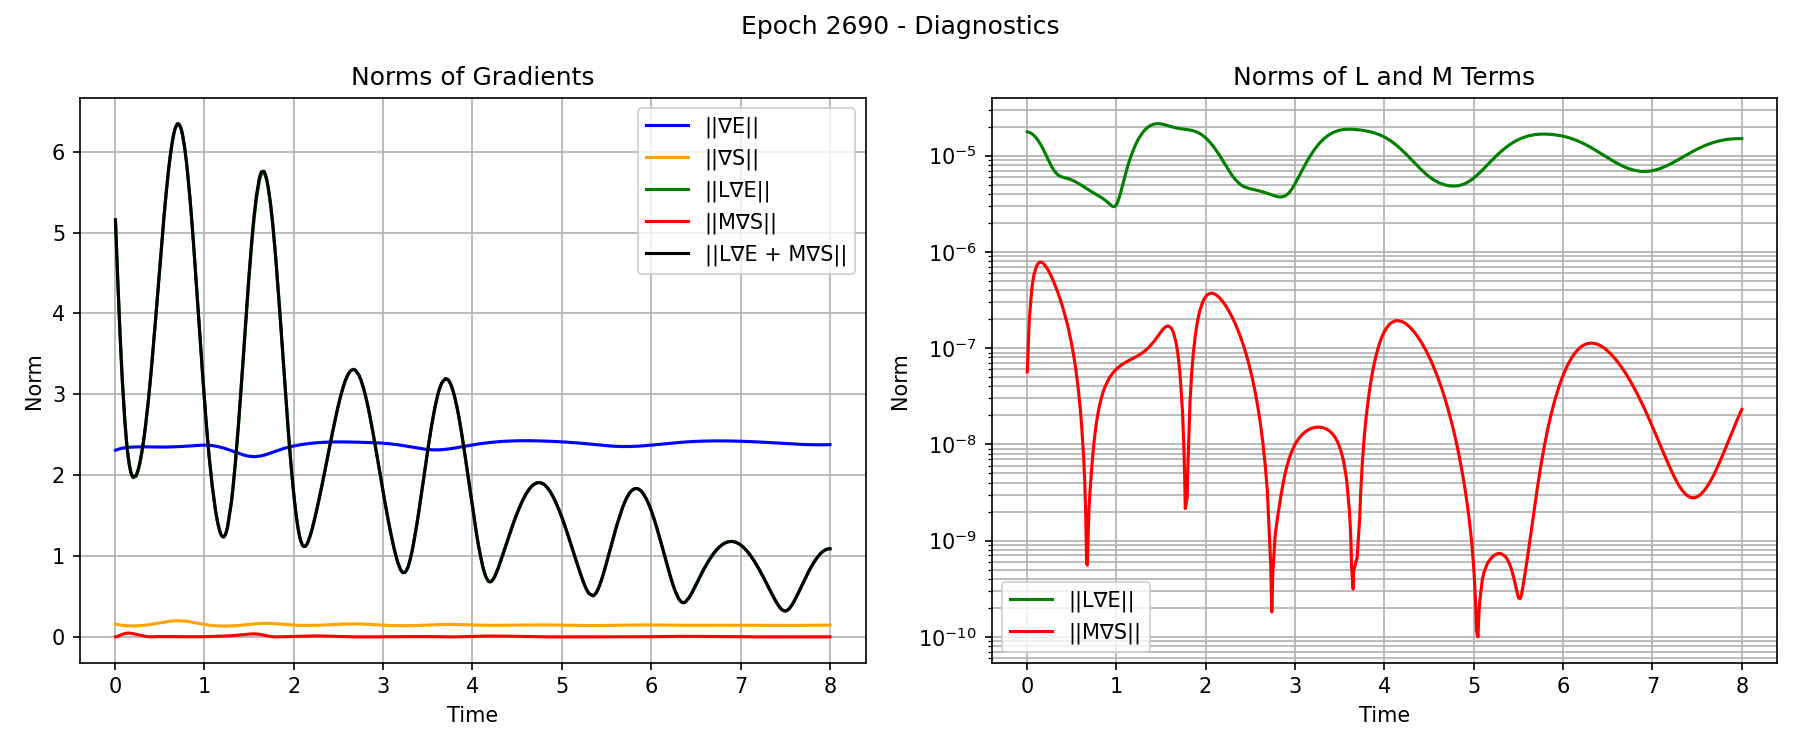 Epoch 2690 - Diagnostics
Norms of Gradients
||∇E||
||∇S||
||L∇E||
||M∇S||
||L∇E + M∇S||
Norm
6
5
4
3
2
1
0
0 1 2 3 4 5 6 7 8
Time
Norms of L and M Terms
Norm
10⁻⁵
10⁻⁶
10⁻⁷
10⁻⁸
10⁻⁹
10⁻¹⁰
||L∇E||
||M∇S||
0 1 2 3 4 5 6 7 8
Time